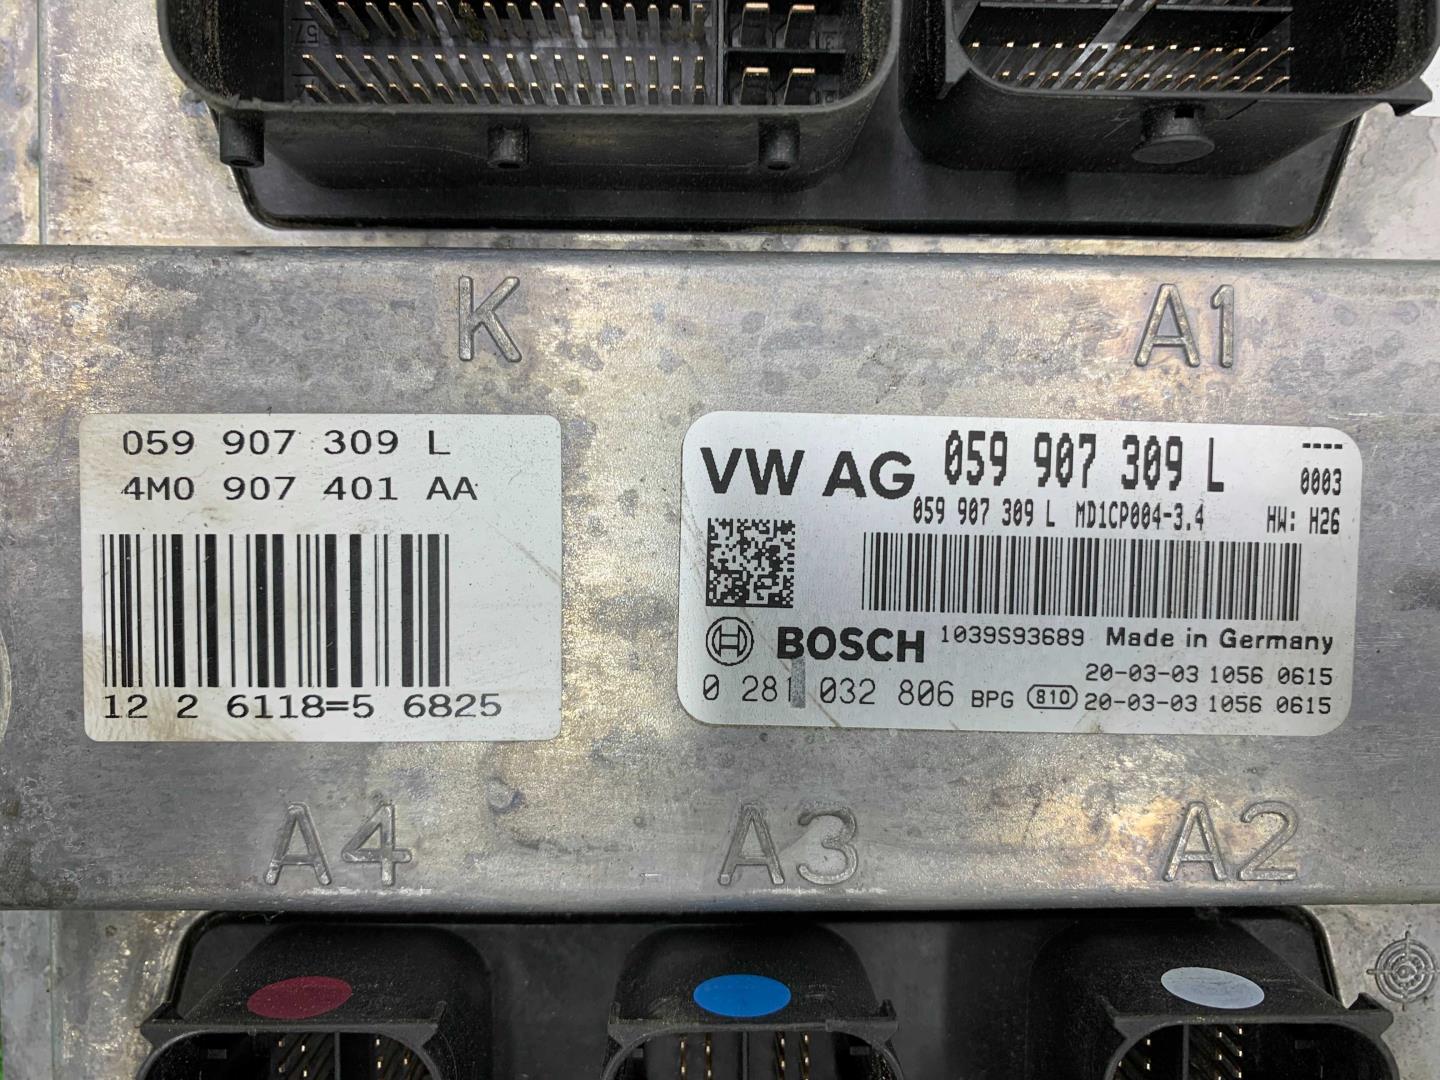 K
A1
059 907 309 L
4M0 907 401 AA
12 2 6118=5 6825
VW AG 059 907 309 L ----
0003
059 907 309 L MD1CP004-3.4 HW: H26
BOSCH 1039S93689 Made in Germany
20-03-03 1056 0615
0 281 032 806 BPG 810 20-03-03 1056 0615
A4
A3
A2